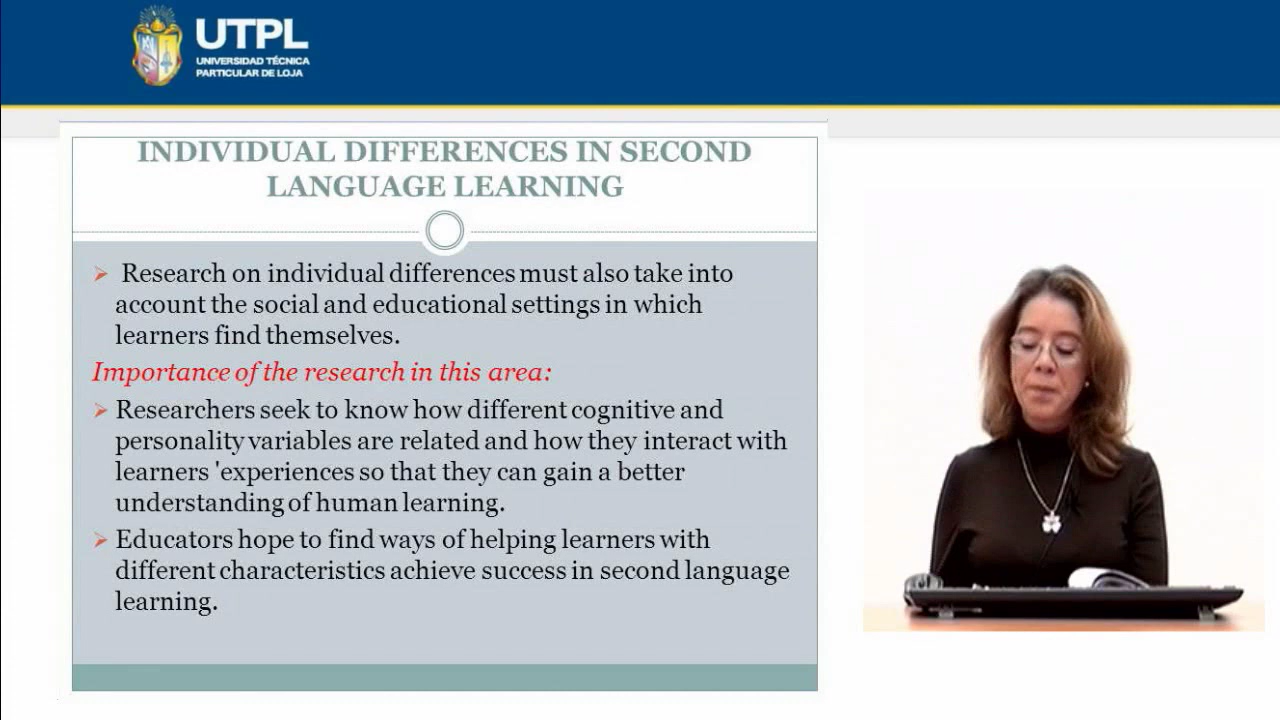 UTPL
UNIVERSIDAD TÉCNICA
PARTICULAR DE LOJA
INDIVIDUAL DIFFERENCES IN SECOND
LANGUAGE LEARNING
Research on individual differences must also take into
account the social and educational settings in which
learners find themselves.
Importance of the research in this area:
Researchers seek to know how different cognitive and
personality variables are related and how they interact with
learners 'experiences so that they can gain a better
understanding of human learning.
Educators hope to find ways of helping learners with
different characteristics achieve success in second language
learning.